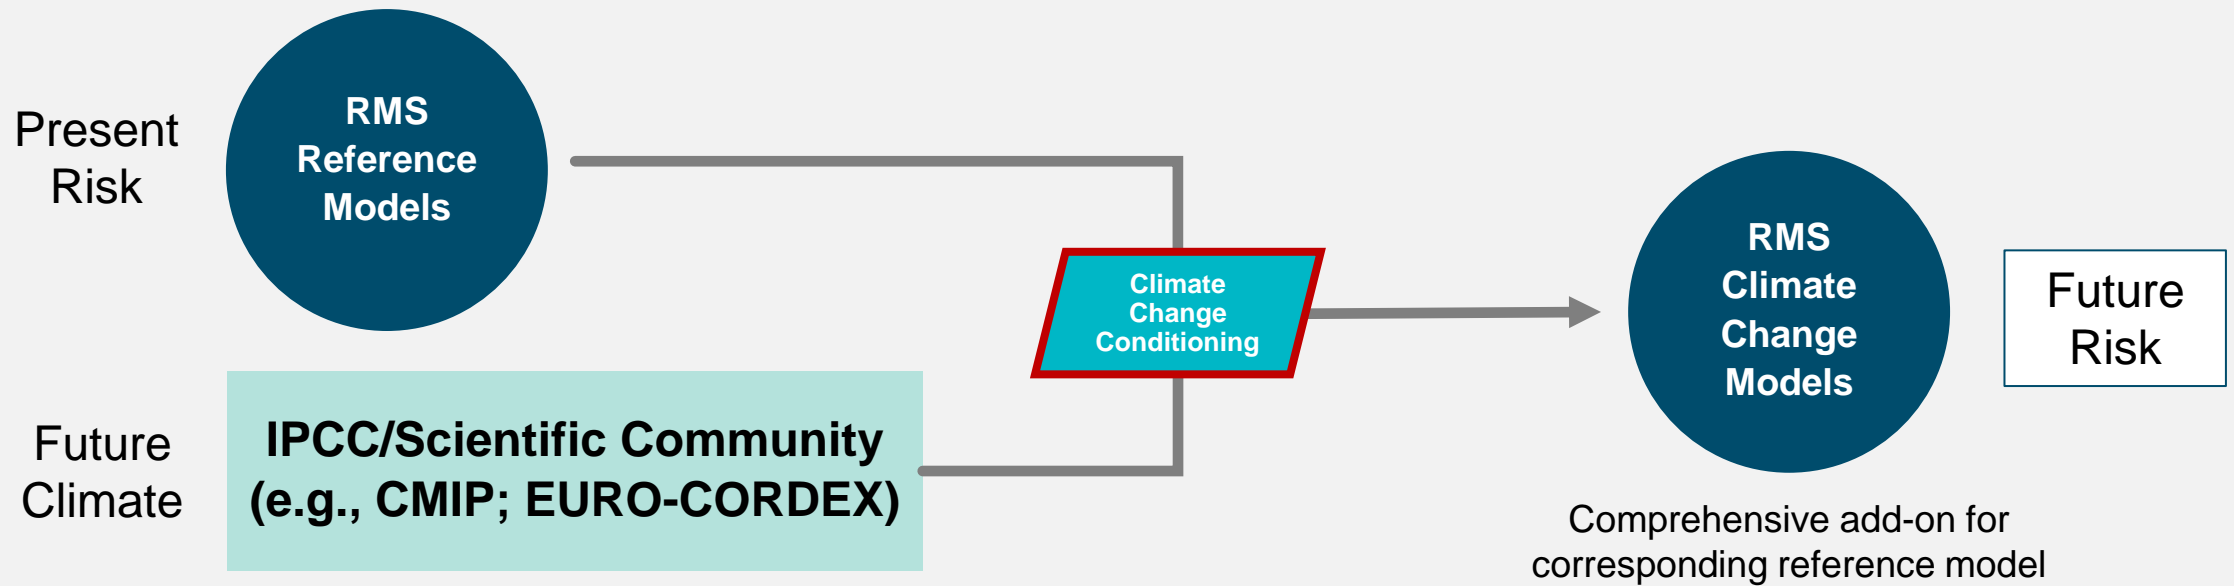 Present
Risk
RMS
Reference
Models
Future
Climate
IPCC/Scientific Community
(e.g., CMIP; EURO-CORDEX)
Climate
Change
Conditioning
RMS
Climate
Change
Models
Future
Risk
Comprehensive add-on for
corresponding reference model